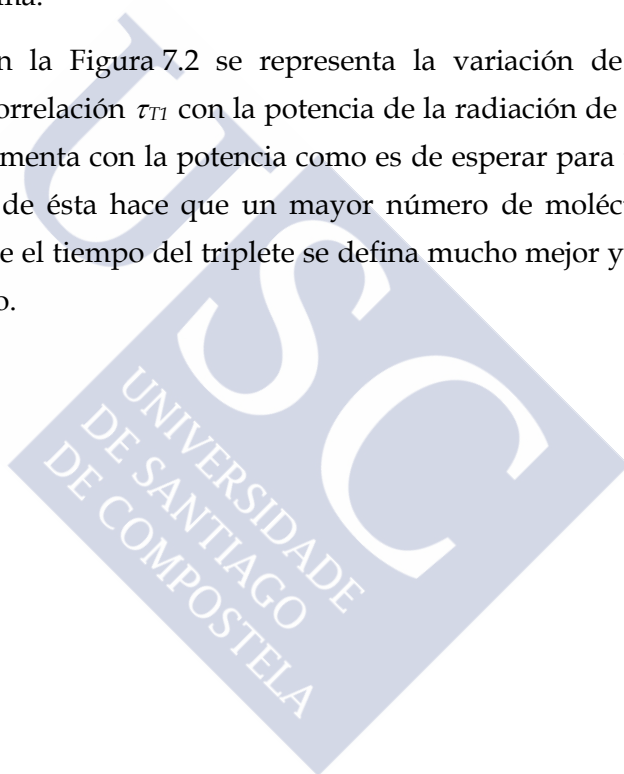 na.
n la Figura 7.2 se representa la variación de
orrelación τT1 con la potencia de la radiación de
menta con la potencia como es de esperar para
de ésta hace que un mayor número de moléc
e el tiempo del triplete se defina mucho mejor y
o.
USC
UNIVERSIDADE
DE SANTIAGO
DE COMPOSTELA